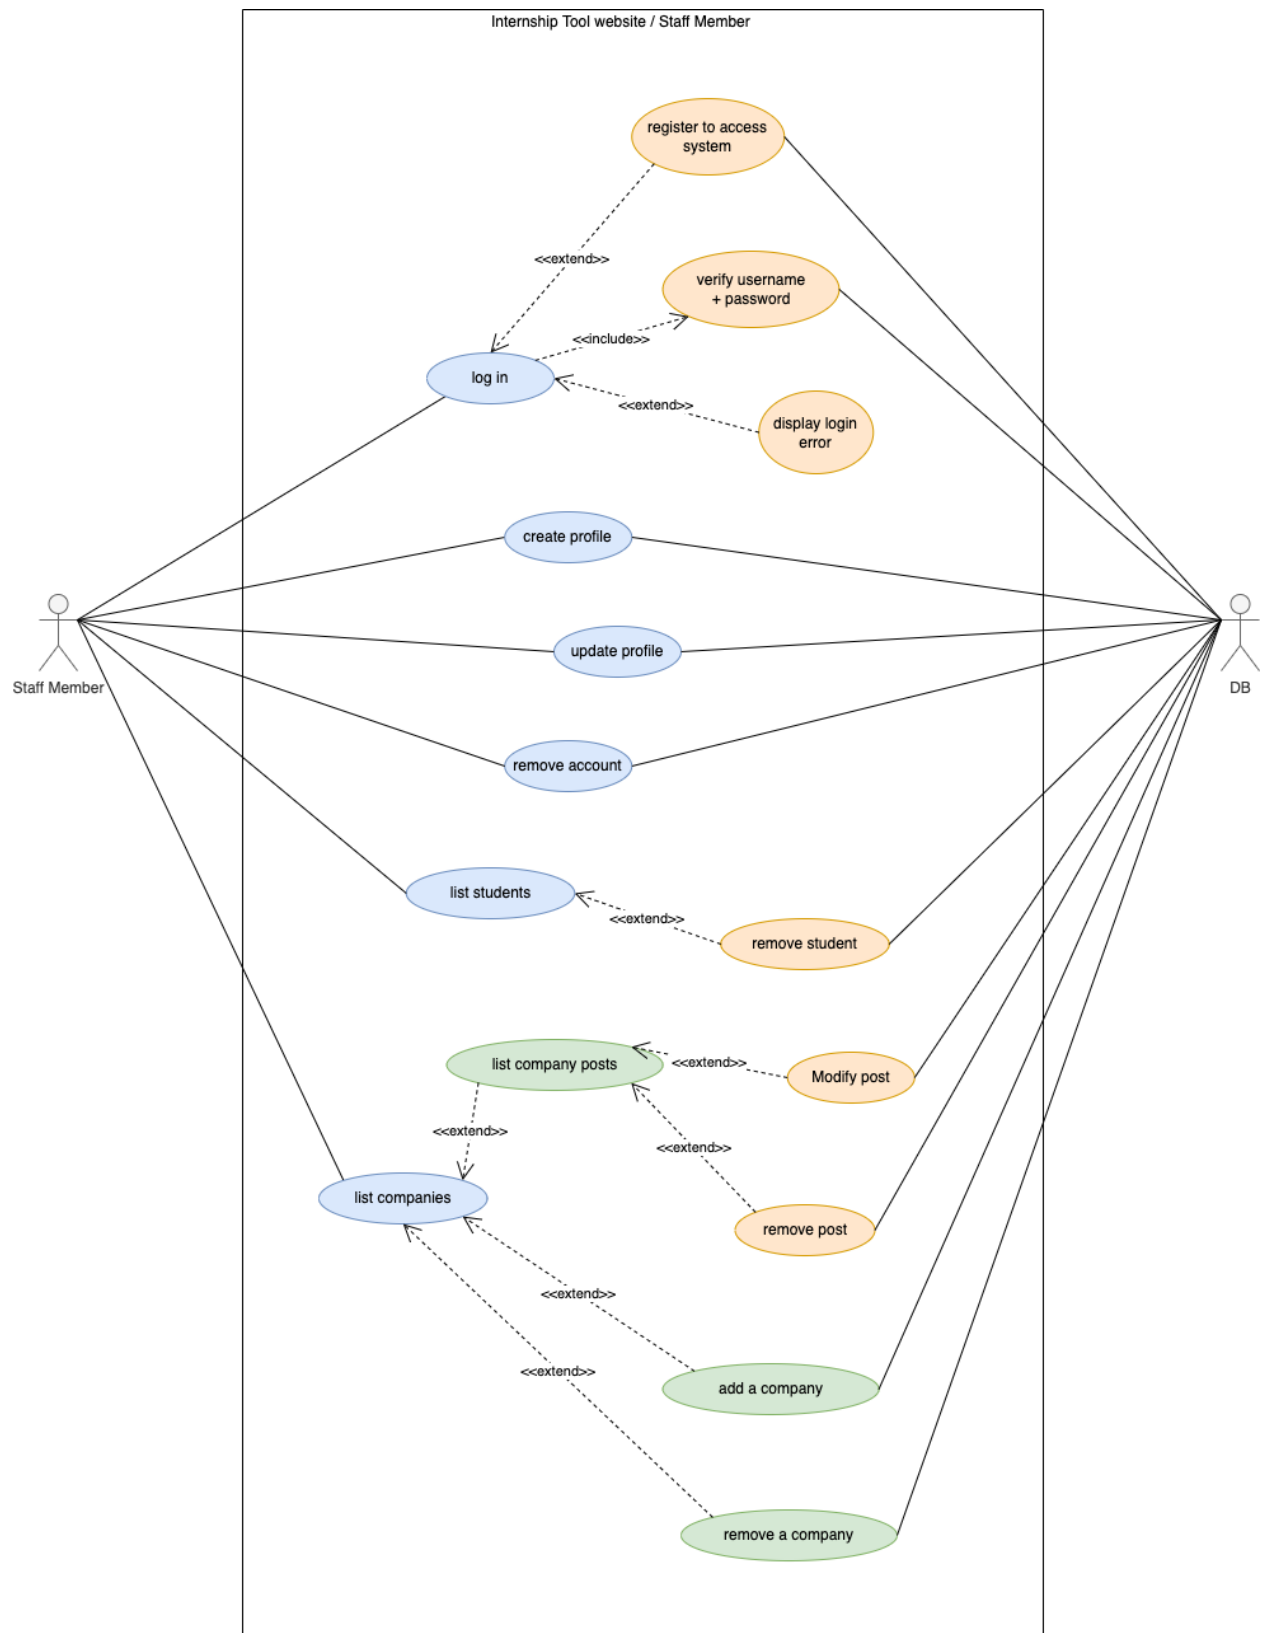 Internship Tool website / Staff Member
register to access
system
<<extend>>
verify username
+ password
<<include>>
log in
<<extend>>
display login
error
create profile
update profile
Staff Member
DB
remove account
list students
<<extend>>
remove student
list company posts
<<extend>>
Modify post
<<extend>>
<<extend>>
list companies
remove post
<<extend>>
<<extend>>
add a company
remove a company